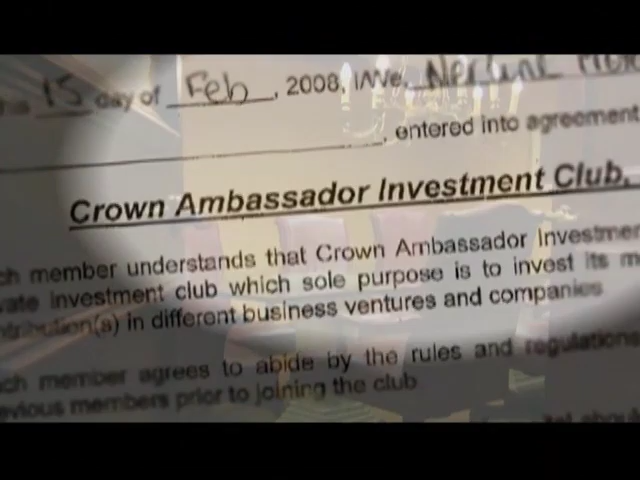 15 day of Feb, 2008, I/We,
, entered into agreement
Crown Ambassador Investment Club,
member understands that Crown Ambassador
investment club which sole purpose is to invest its
in different business ventures and companies
member agrees to abide by the rules and regulations
members prior to joining the club